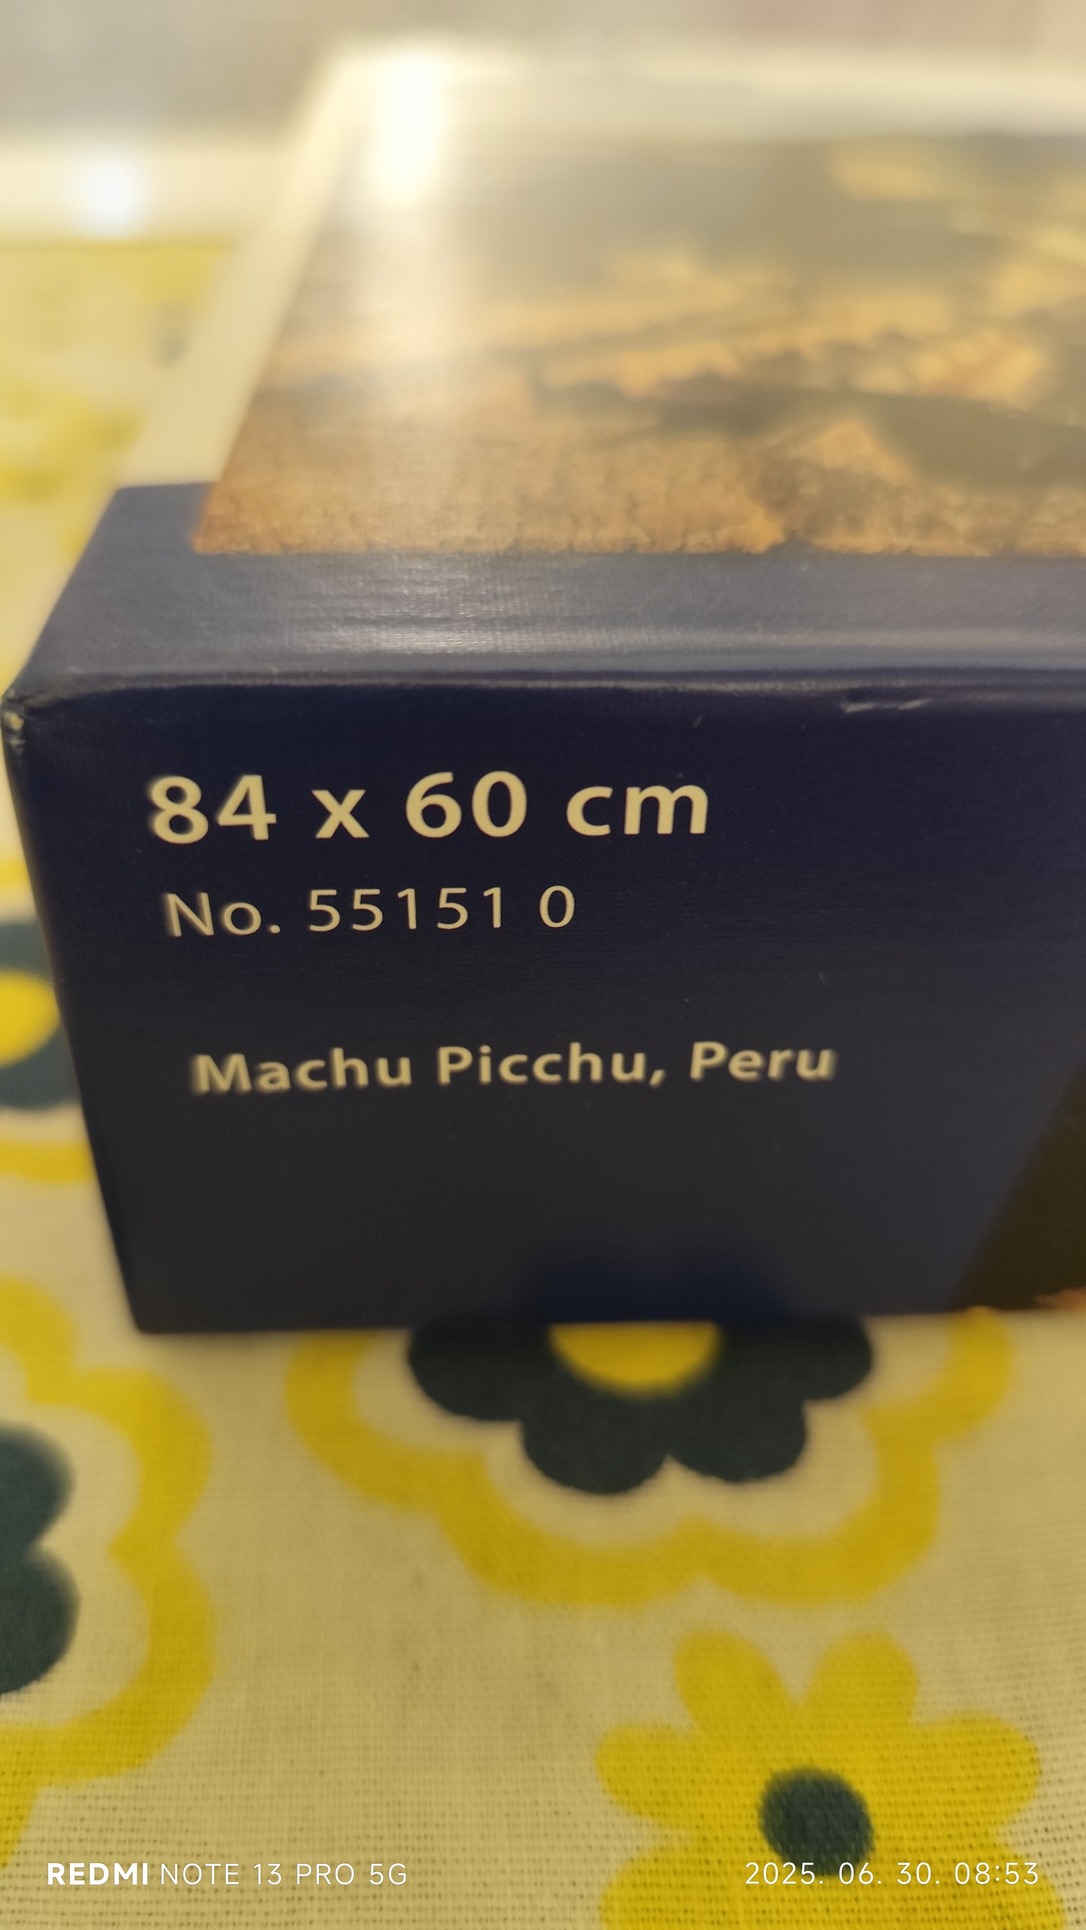 84 x 60 cm
No. 55151 0
Machu Picchu, Peru
REDMI NOTE 13 PRO 5G
2025. 06. 30. 08:53